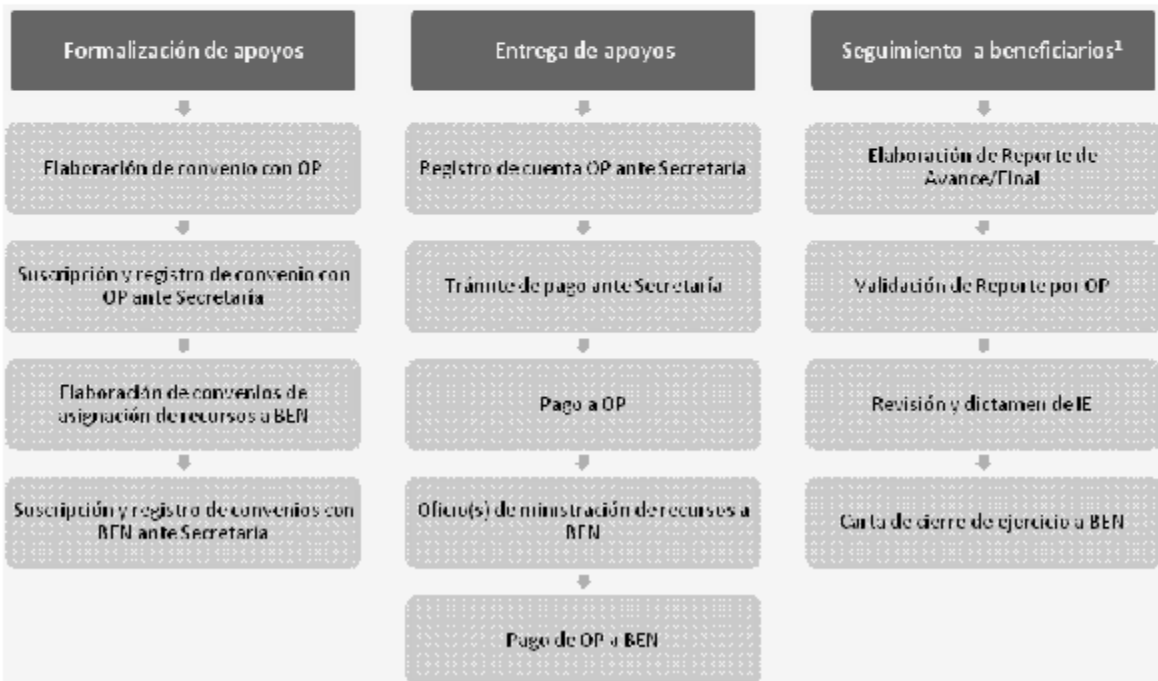 Formalización de apoyos
Elaboración de convenio con OP
Suscripción y registro de convenio con
OP ante Secretaría
Elaboración de convenios de
asignación de recursos a BEN
Suscripción y registro de convenios con
BEN ante Secretaría
Entrega de apoyos
Registro de cuenta OP ante Secretaría
Trámite de pago ante Secretaría
Pago a OP
Oficio(s) de ministración de recursos a
BEN
Pago de OP a BEN
Seguimiento a beneficiarios¹
Elaboración de Reporte de
Avance/Final
Validación de Reporte por OP
Revisión y dictamen de IE
Carta de cierre de ejercicio a BEN